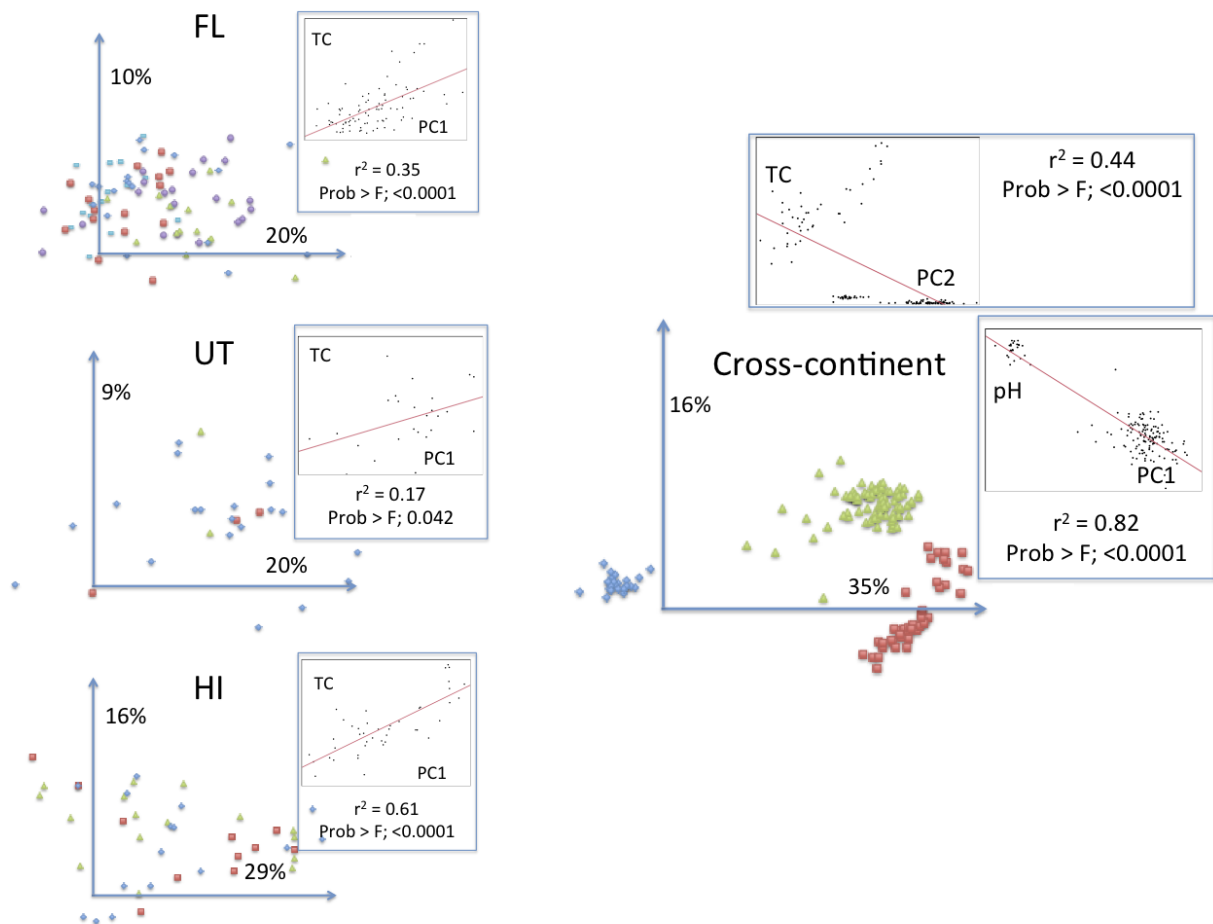 FL
10%
20%
TC
PC1
r² = 0.35
Prob > F; <0.0001
UT
9%
20%
TC
PC1
r² = 0.17
Prob > F; 0.042
HI
16%
29%
TC
PC1
r² = 0.61
Prob > F; <0.0001
TC
PC2
r² = 0.44
Prob > F; <0.0001
Cross-continent
16%
35%
pH
PC1
r² = 0.82
Prob > F; <0.0001